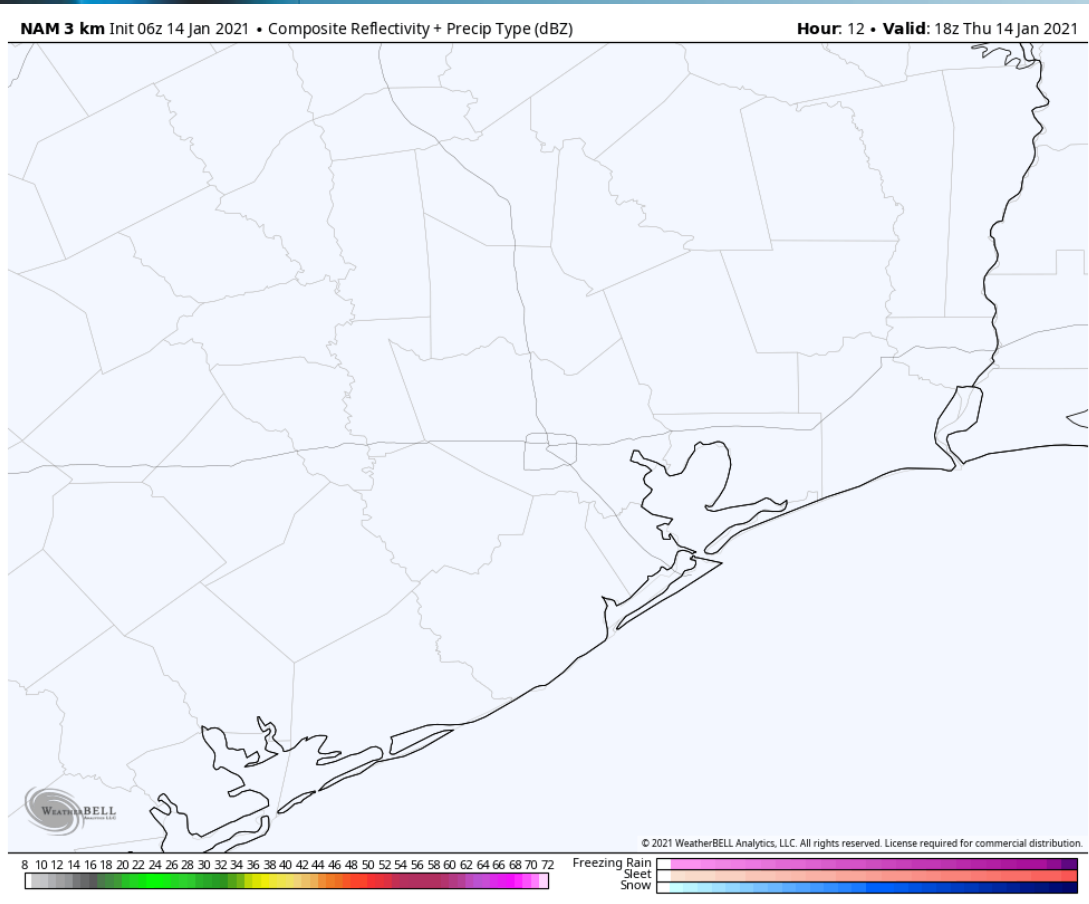 NAM 3 km Init 06z 14 Jan 2021 • Composite Reflectivity + Precip Type (dBZ) Hour: 12 • Valid: 18z Thu 14 Jan 2021
WEATHERBELL
© 2021 WeatherBELL Analytics, LLC. All rights reserved. License required for commercial distribution.
8 10 12 14 16 18 20 22 24 26 28 30 32 34 36 38 40 42 44 46 48 50 52 54 56 58 60 62 64 66 68 70 72
Freezing Rain
Sleet
Snow